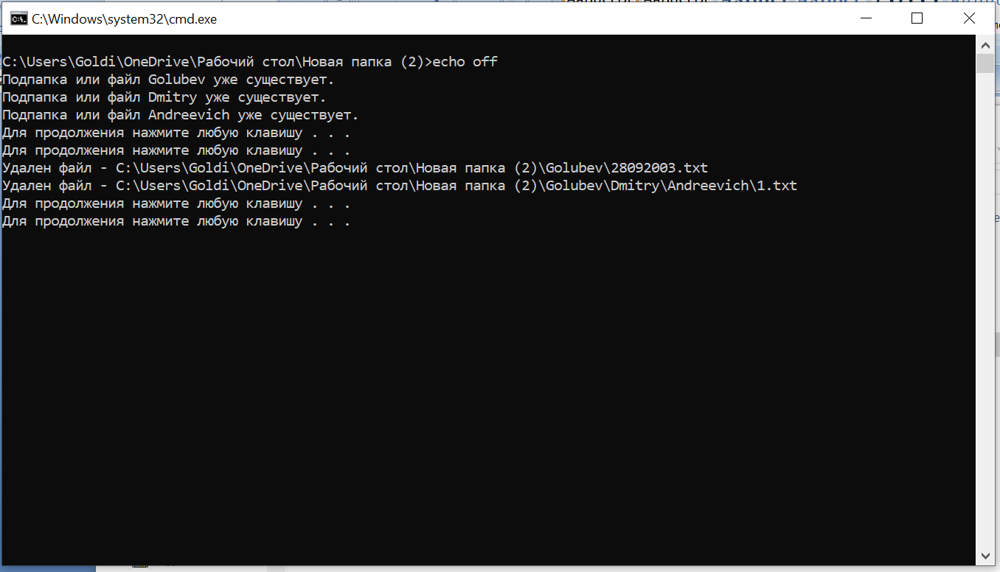 C:\Windows\system32\cmd.exe
C:\Users\Goldi\OneDrive\Рабочий стол\Новая папка (2)>echo off
Подпапка или файл Golubev уже существует.
Подпапка или файл Dmitry уже существует.
Подпапка или файл Andreevich уже существует.
Для продолжения нажмите любую клавишу . . .
Для продолжения нажмите любую клавишу . . .
Удален файл - C:\Users\Goldi\OneDrive\Рабочий стол\Новая папка (2)\Golubev\28092003.txt
Удален файл - C:\Users\Goldi\OneDrive\Рабочий стол\Новая папка (2)\Golubev\Dmitry\Andreevich\1.txt
Для продолжения нажмите любую клавишу . . .
Для продолжения нажмите любую клавишу . . .